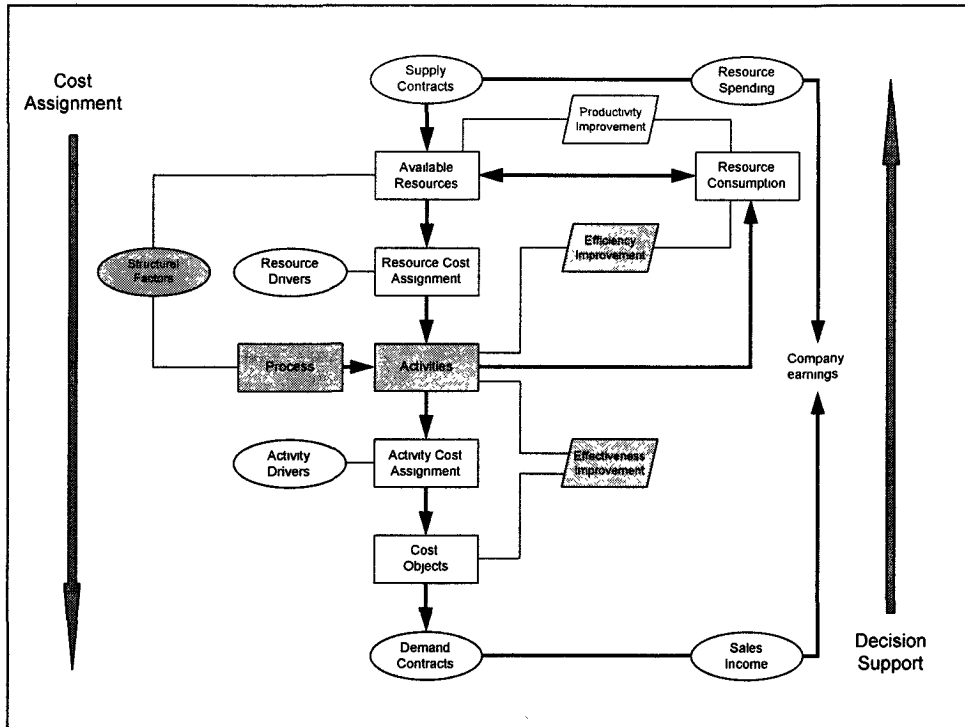 Cost
Assignment
Supply
Contracts
Resource
Spending
Productivity
Improvement
Available
Resources
Resource
Consumption
Structural
Factors
Resource
Drivers
Resource Cost
Assignment
Efficiency
Improvement
Process
Activities
Company
earnings
Activity
Drivers
Activity Cost
Assignment
Effectiveness
Improvement
Cost
Objects
Demand
Contracts
Sales
Income
Decision
Support